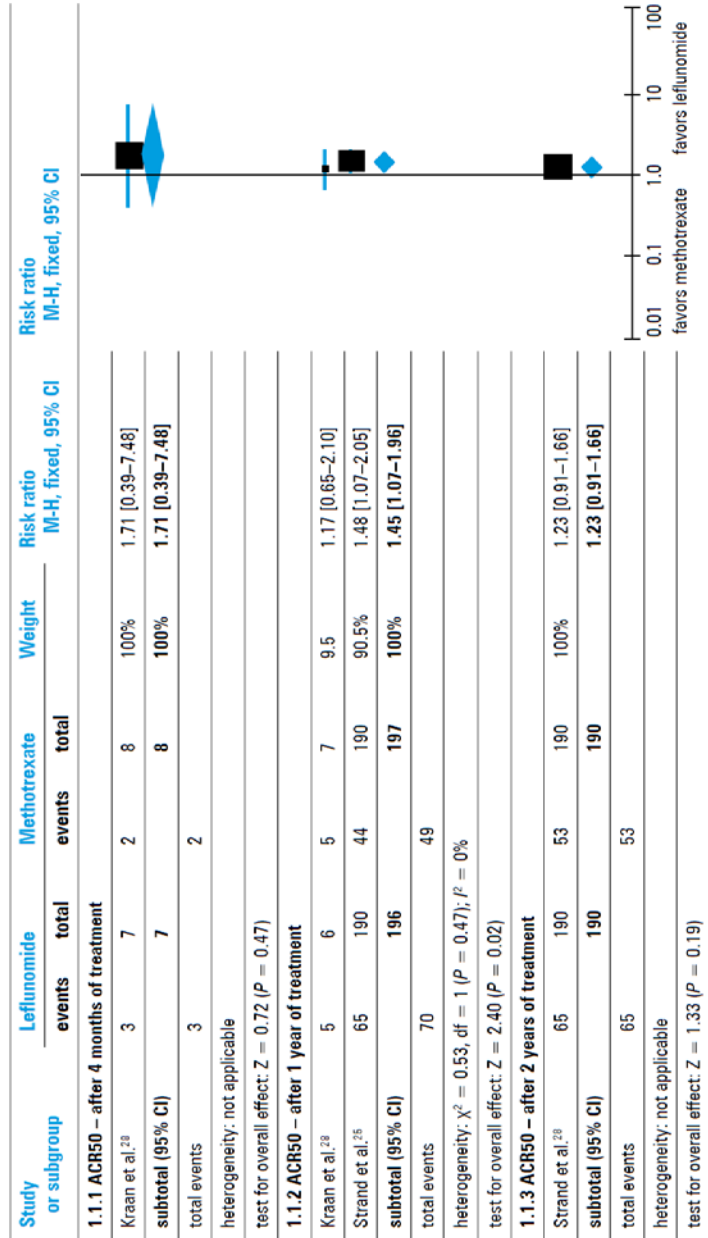 Study or subgroup Leflunomide Methotrexate Weight Risk ratio M-H, fixed, 95% CI Risk ratio M-H, fixed, 95% CI
events total events total
1.1.1 ACR50 – after 4 months of treatment
Kraan et al.28 3 7 2 8 100% 1.71 [0.39–7.48]
subtotal (95% CI) 7 8 100% 1.71 [0.39–7.48]
total events 3 2
heterogeneity: not applicable
test for overall effect: Z = 0.72 (P = 0.47)
1.1.2 ACR50 – after 1 year of treatment
Kraan et al.28 5 6 5 7 9.5 1.17 [0.65–2.10]
Strand et al.25 65 190 44 190 90.5% 1.48 [1.07–2.05]
subtotal (95% CI) 196 197 100% 1.45 [1.07–1.96]
total events 70 49
heterogeneity: χ2 = 0.53, df = 1 (P = 0.47); I2 = 0%
test for overall effect: Z = 2.40 (P = 0.02)
1.1.3 ACR50 – after 2 years of treatment
Strand et al.28 65 190 53 190 100% 1.23 [0.91–1.66]
subtotal (95% CI) 190 190 100% 1.23 [0.91–1.66]
total events 65 53
heterogeneity: not applicable
test for overall effect: Z = 1.33 (P = 0.19)
0.01 0.1 1.0 10 100
favors methotrexate favors leflunomide